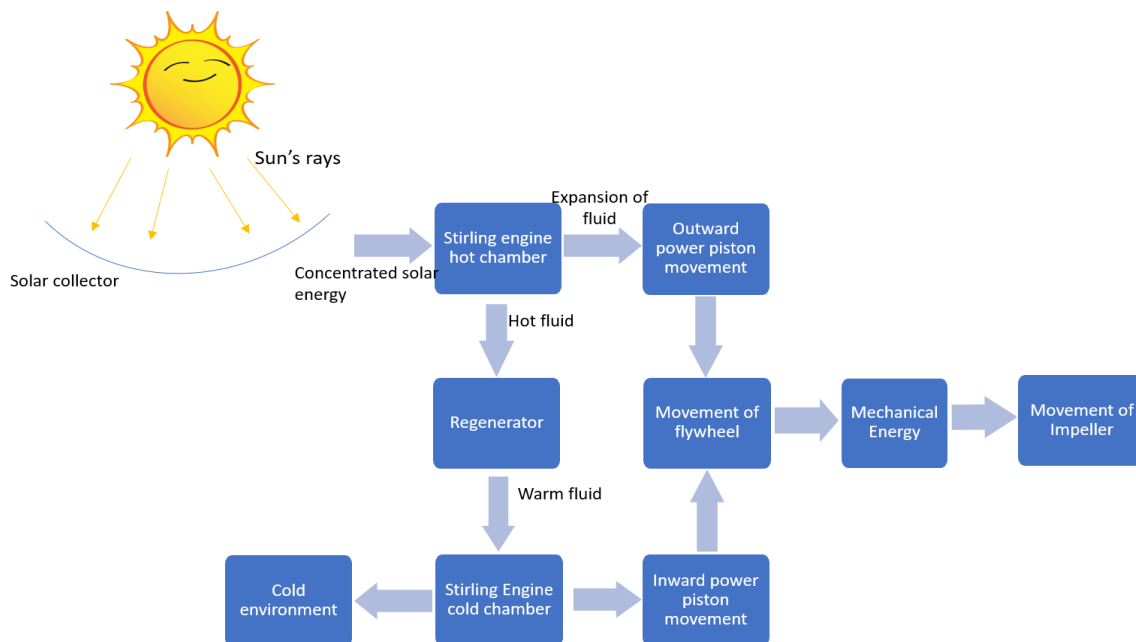 Sun's rays
Solar collector
Concentrated solar
energy
Stirling engine
hot chamber
Expansion of
fluid
Outward
power piston
movement
Hot fluid
Regenerator
Movement of
flywheel
Mechanical
Energy
Movement of
Impeller
Warm fluid
Cold
environment
Stirling Engine
cold chamber
Inward power
piston
movement